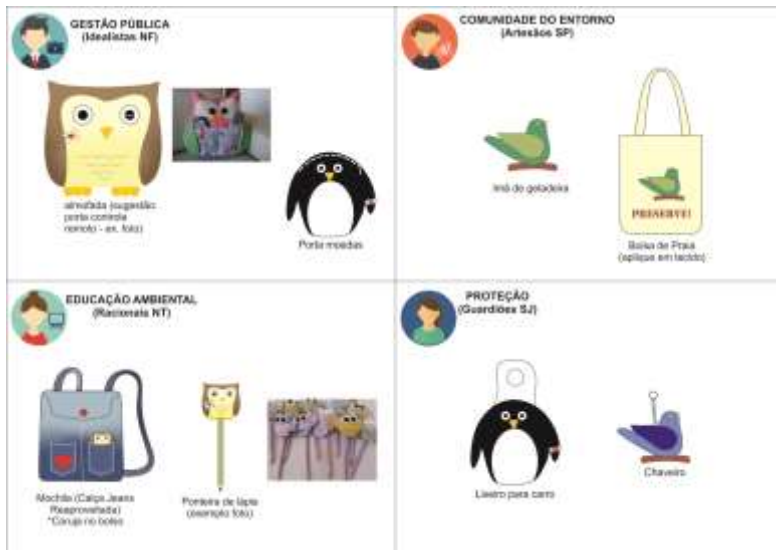 GESTÃO PÚBLICA
(Idealistas NF)
almofada (sugestão:
porta controle
remoto - ex. foto)
Porta moedas
COMUNIDADE DO ENTORNO
(Artesãos SP)
Imã de geladeira
PRESERVE!
Bolsa de Praia
(aplique em tecido)
EDUCAÇÃO AMBIENTAL
(Racionais NT)
Mochila (Calça Jeans
Reaproveitada)
*Coruja no bolso
Ponteira de lápis
(exemplo foto)
PROTEÇÃO
(Guardiões SJ)
Lixeiro para carro
Chaveiro